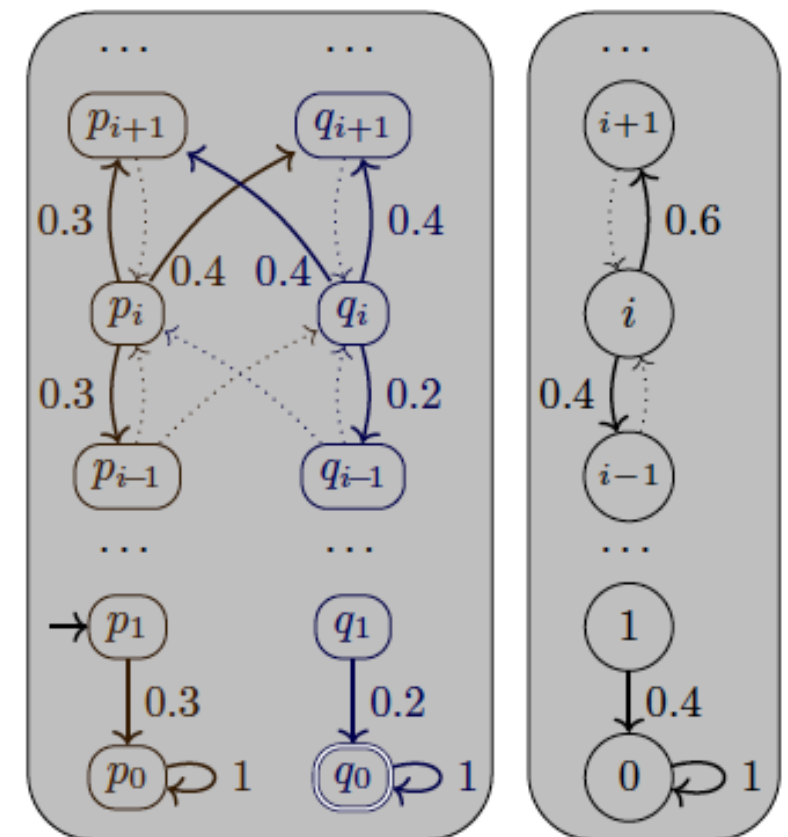 ... ... ...
p_{i+1} q_{i+1} i+1
0.3 0.4 0.6
0.4 0.4
p_i q_i i
0.3 0.2 0.4
p_{i-1} q_{i-1} i-1
... ... ...
p_1 q_1 1
0.3 0.2 0.4
p_0 1 q_0 1 0 1